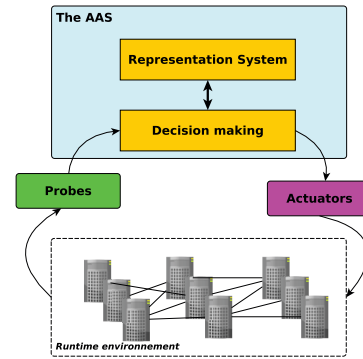 The AAS
Representation System
Decision making
Probes
Actuators
Runtime environnement